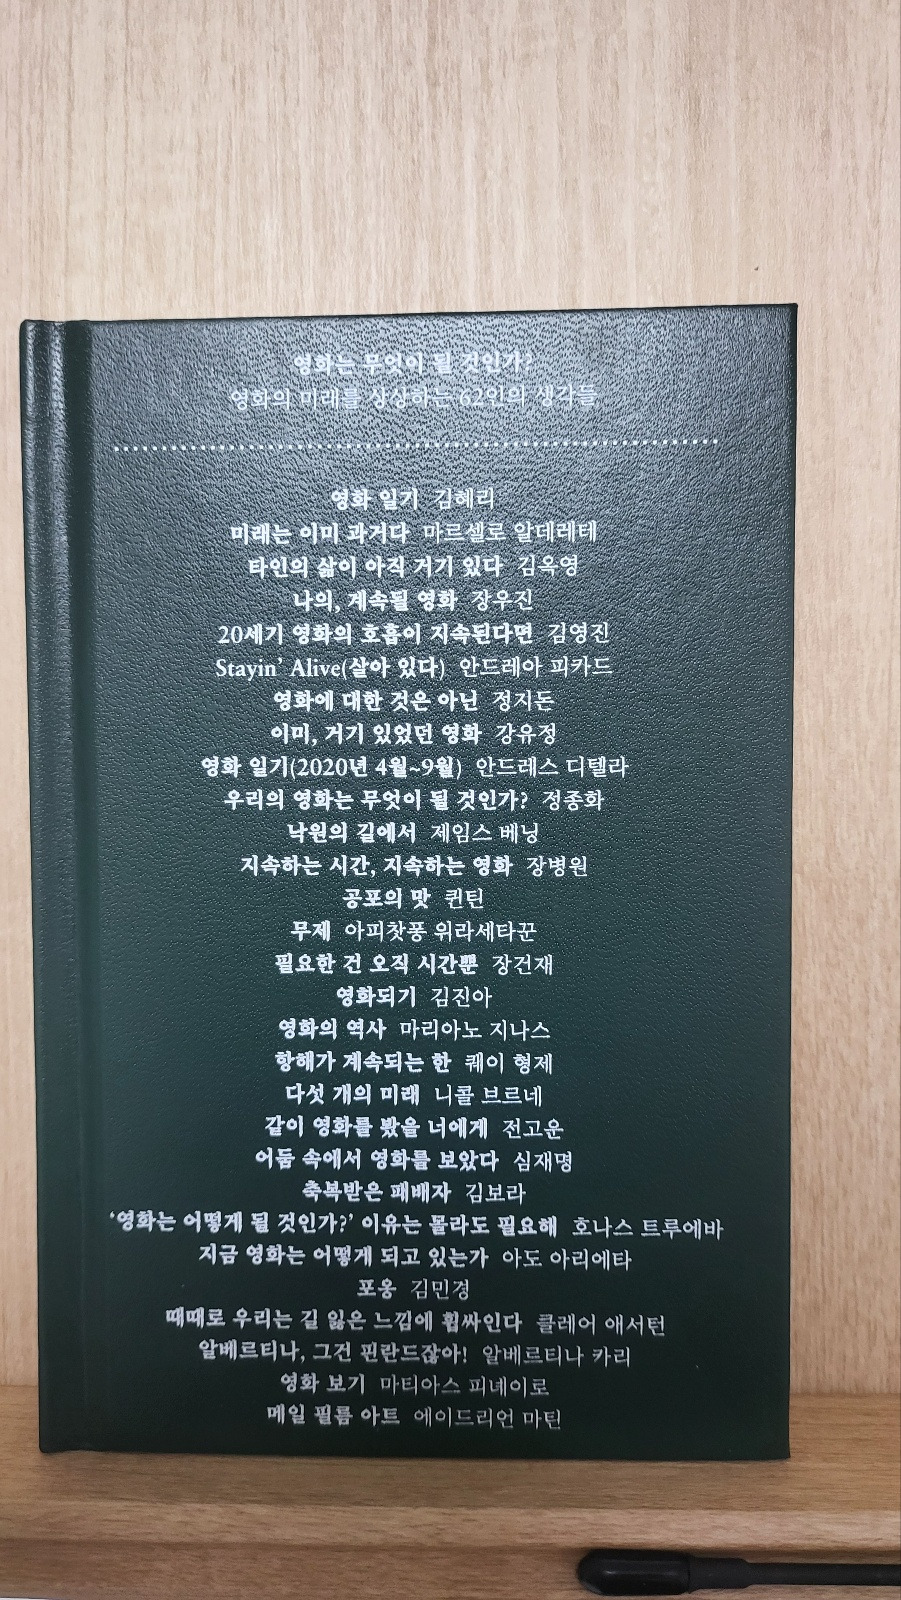 영화는 무엇이 될 것인가?
영화의 미래를 상상하는 62인의 생각들
영화 일기 김혜리
미래는 이미 과거다 마르셀로 알데레테
타인의 삶이 아직 거기 있다 김옥영
나의, 계속될 영화 장우진
20세기 영화의 호흡이 지속된다면 김영진
Stayin' Alive(살아 있다) 안드레아 피카드
영화에 대한 것은 아닌 정지돈
이미, 거기 있었던 영화 강유정
영화 일기(2020년 4월~9월) 안드레스 디텔라
우리의 영화는 무엇이 될 것인가? 정종화
낙원의 길에서 제임스 베닝
지속하는 시간, 지속하는 영화 장병원
공포의 맛 퀸틴
무제 아피찻퐁 위라세타꾼
필요한 건 오직 시간뿐 장건재
영화되기 김진아
영화의 역사 마리아노 지나스
항해가 계속되는 한 퀘이 형제
다섯 개의 미래 니콜 브르네
같이 영화를 봤을 너에게 전고운
어둠 속에서 영화를 보았다 심재명
축복받은 패배자 김보라
'영화는 어떻게 될 것인가?' 이유는 몰라도 필요해 호나스 트루에바
지금 영화는 어떻게 되고 있는가 아도 아리에타
포옹 김민경
때때로 우리는 길 잃은 느낌에 휩싸인다 클레어 애서턴
알베르티나, 그건 핀란드잖아! 알베르티나 카리
영화 보기 마티아스 피녜이로
메일 필름 아트 에이드리언 마틴